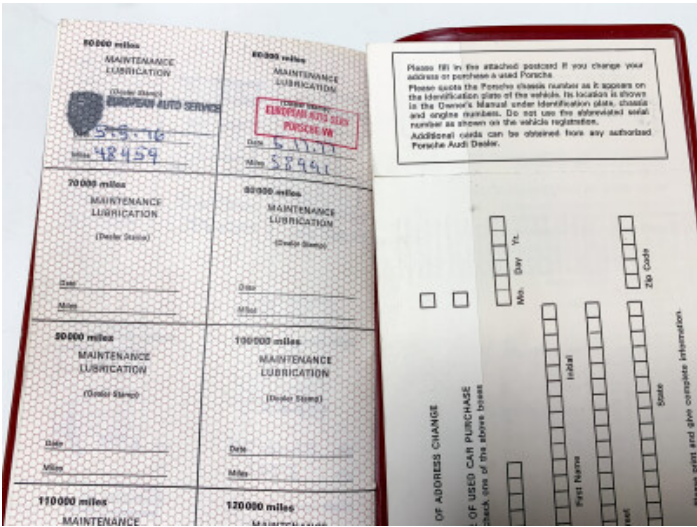 50000 miles
MAINTENANCE
LUBRICATION
(Dealer Stamp)
EUROPEAN AUTO SERVICE
Miles 48459
60000 miles
MAINTENANCE
LUBRICATION
(Dealer Stamp)
EUROPEAN AUTO SERV
PORSCHE VW
Date
Miles 58441
70000 miles
MAINTENANCE
LUBRICATION
(Dealer Stamp)
Date
Miles
80000 miles
MAINTENANCE
LUBRICATION
(Dealer Stamp)
Date
Miles
90000 miles
MAINTENANCE
LUBRICATION
(Dealer Stamp)
Date
Miles
100000 miles
MAINTENANCE
LUBRICATION
(Dealer Stamp)
Date
Miles
110000 miles
MAINTENANCE
120000 miles
MAINTENANCE
Please fill in the attached postcard if you change your
address or purchase a used Porsche
Please quote the Porsche chassis number as it appears on
the identification plate of the vehicle. Its location is shown
in the Owner's Manual under Identification plate, chassis
and engine numbers. Do not use the abbreviated serial
number as shown on the vehicle registration.
Additional cards can be obtained from any authorized
Porsche Audi Dealer.
OF ADDRESS CHANGE
OF USED CAR PURCHASE
check one of the above boxes
Mo. Day Yr.
First Name
Initial
State
Zip Code
and give complete information.